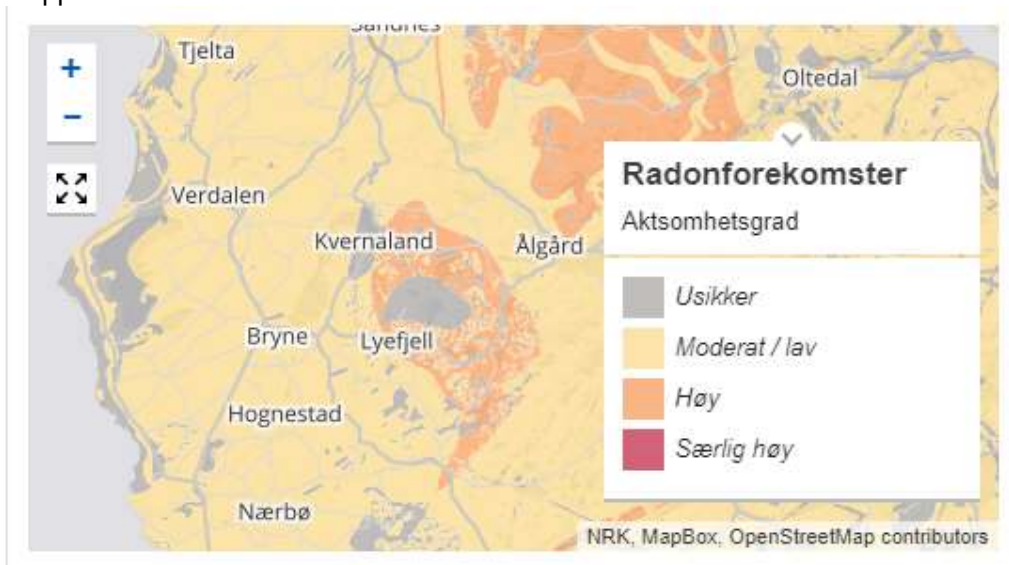 Tjelta
Oltedal
Verdalen
Kvernaland
Ålgård
Bryne
Lyefjell
Hognestad
Nærbø
+
−
Radonforekomster
Aktsomhetsgrad
Usikker
Moderat / lav
Høy
Særlig høy
NRK, MapBox, OpenStreetMap contributors